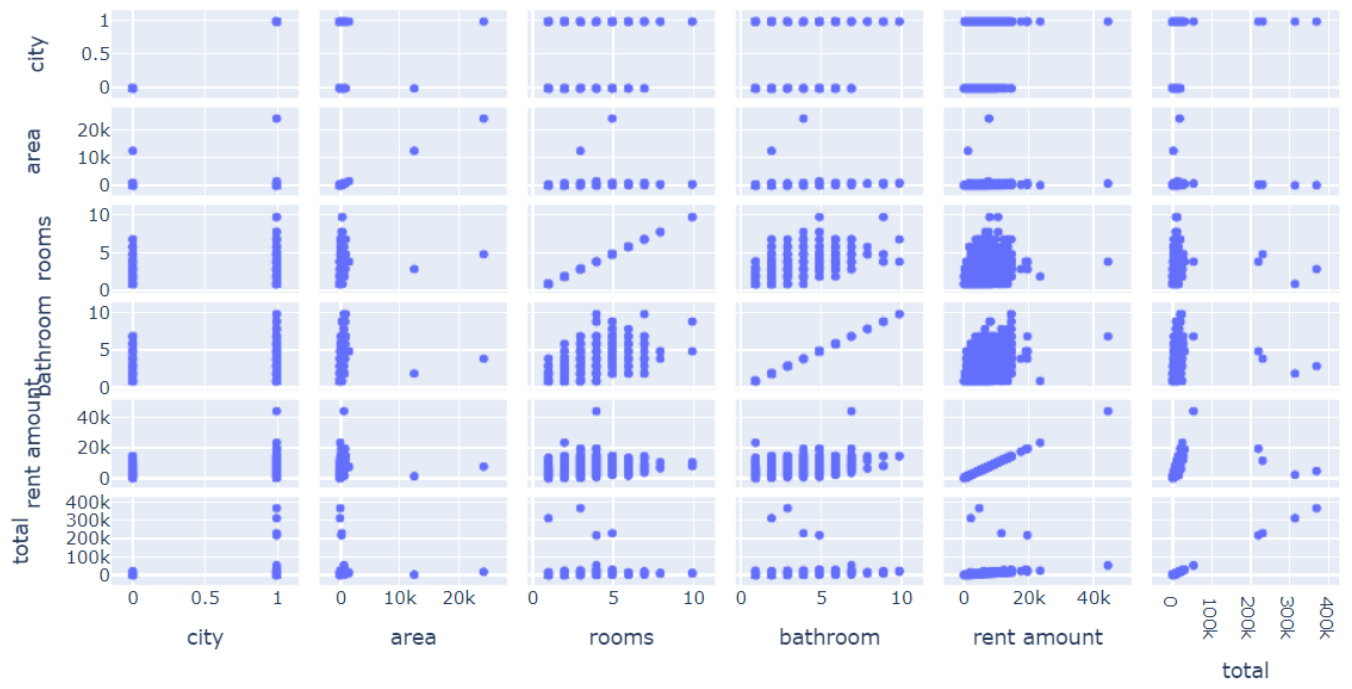 city
1
0.5
0
area
20k
10k
0
rooms
10
5
0
bathroom
10
5
0
rent amount
40k
20k
0
total
400k
300k
200k
100k
0
0 0.5 1 0 10k 20k 0 5 10 0 5 10 0 20k 40k 0 100k 200k 300k 400k
city area rooms bathroom rent amount
total